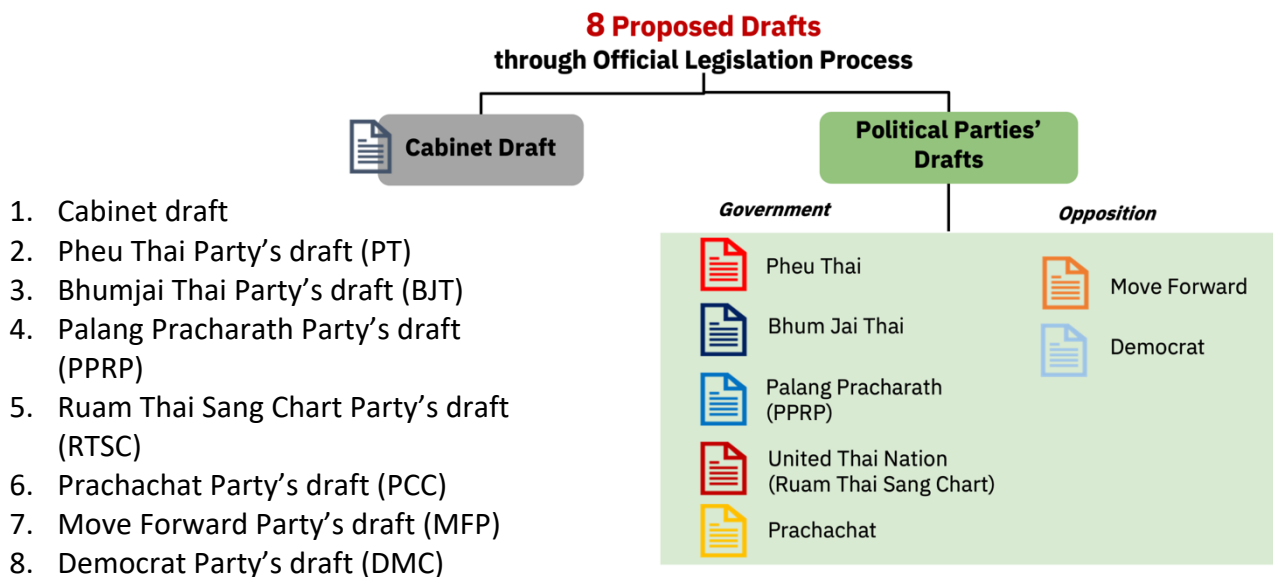 8 Proposed Drafts
through Official Legislation Process
Cabinet Draft
Political Parties’
Drafts
1. Cabinet draft
2. Pheu Thai Party’s draft (PT)
3. Bhumjai Thai Party’s draft (BJT)
4. Palang Pracharath Party’s draft
(PPRP)
5. Ruam Thai Sang Chart Party’s draft
(RTSC)
6. Prachachat Party’s draft (PCC)
7. Move Forward Party’s draft (MFP)
8. Democrat Party’s draft (DMC)
Government
Pheu Thai
Bhum Jai Thai
Palang Pracharath
(PPRP)
United Thai Nation
(Ruam Thai Sang Chart)
Prachachat
Opposition
Move Forward
Democrat